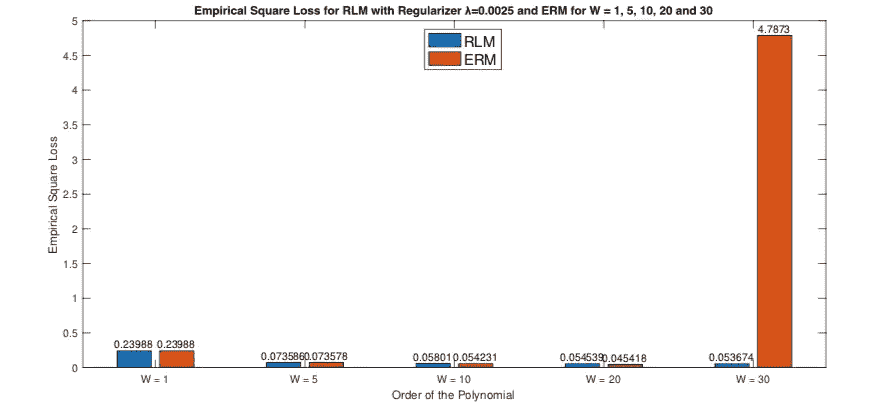 Empirical Square Loss for RLM with Regularizer λ=0.0025 and ERM for W = 1, 5, 10, 20 and 30
RLM
ERM
Empirical Square Loss
5
4.5
4
3.5
3
2.5
2
1.5
1
0.5
0
0.23988
0.23988
0.073586
0.073578
0.05801
0.054231
0.054539
0.045418
0.053674
4.7873
W = 1
W = 5
W = 10
W = 20
W = 30
Order of the Polynomial